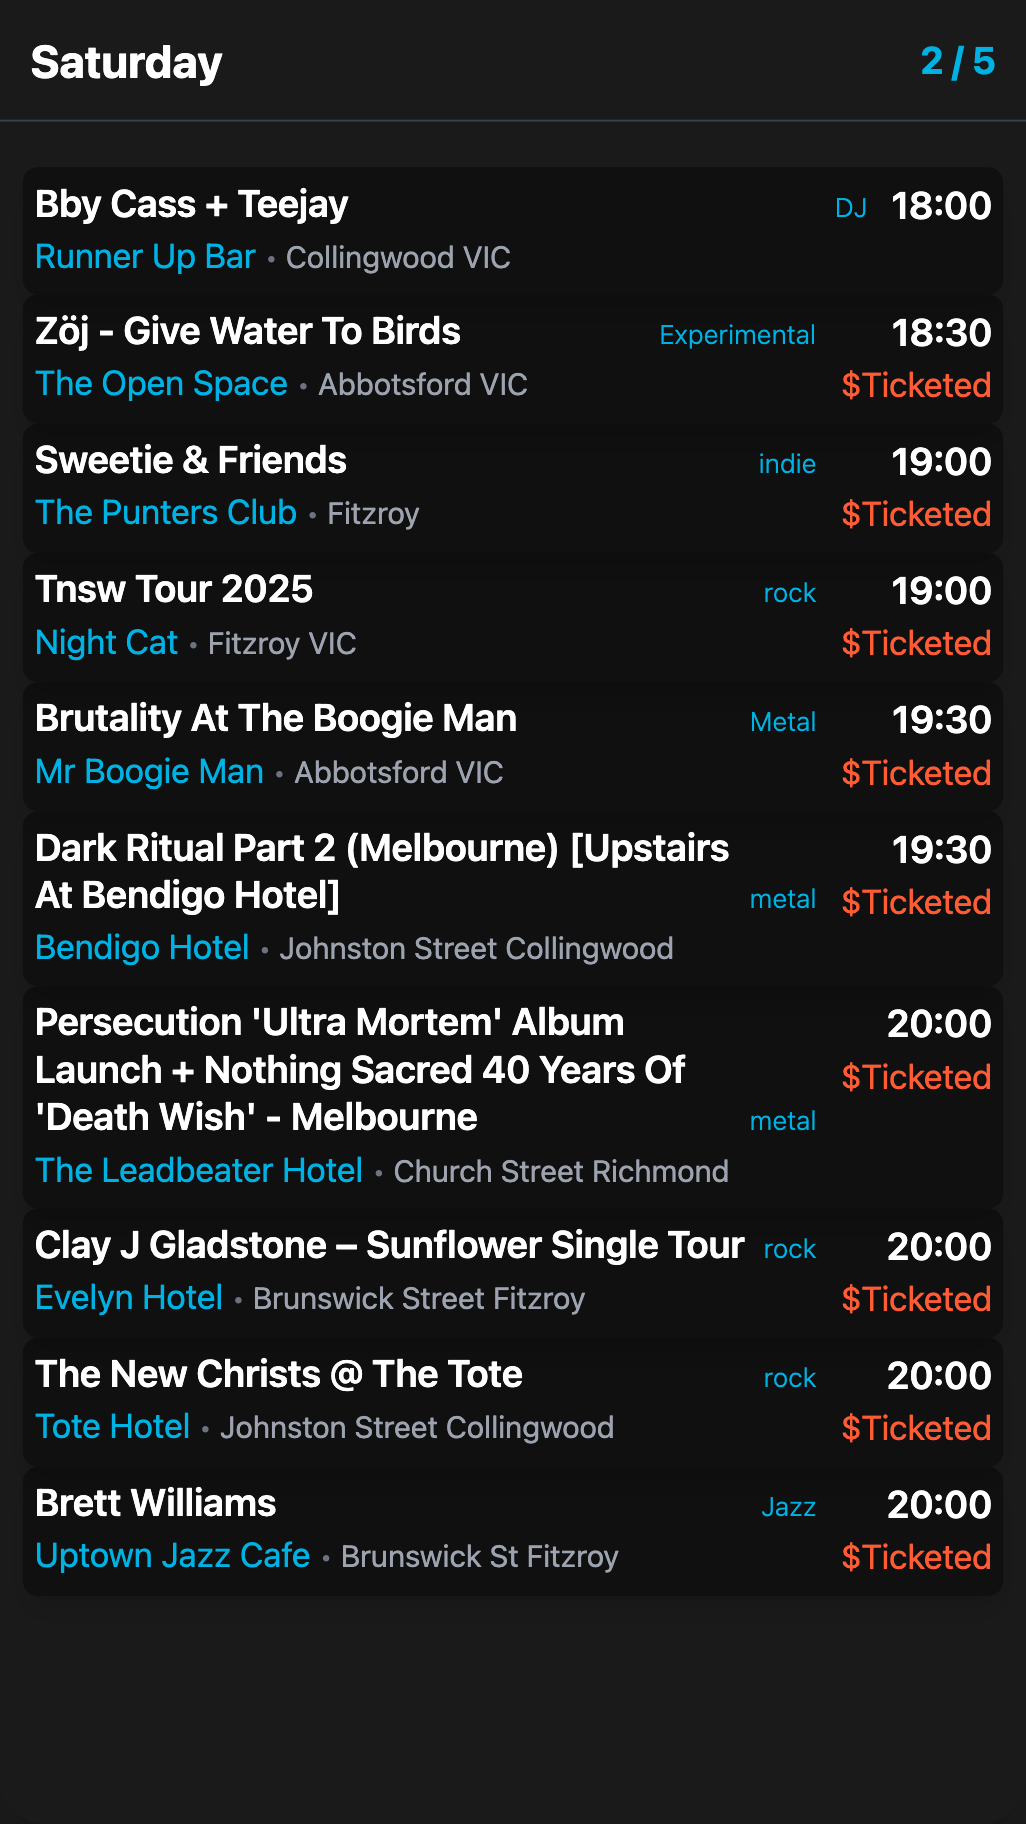 Saturday 2 / 5
Bby Cass + Teejay DJ 18:00
Runner Up Bar • Collingwood VIC
Zöj - Give Water To Birds Experimental 18:30
The Open Space • Abbotsford VIC $Ticketed
Sweetie & Friends indie 19:00
The Punters Club • Fitzroy $Ticketed
Tnsw Tour 2025 rock 19:00
Night Cat • Fitzroy VIC $Ticketed
Brutality At The Boogie Man Metal 19:30
Mr Boogie Man • Abbotsford VIC $Ticketed
Dark Ritual Part 2 (Melbourne) [Upstairs 19:30
At Bendigo Hotel] metal $Ticketed
Bendigo Hotel • Johnston Street Collingwood
Persecution 'Ultra Mortem' Album 20:00
Launch + Nothing Sacred 40 Years Of $Ticketed
'Death Wish' - Melbourne metal
The Leadbeater Hotel • Church Street Richmond
Clay J Gladstone – Sunflower Single Tour rock 20:00
Evelyn Hotel • Brunswick Street Fitzroy $Ticketed
The New Christs @ The Tote rock 20:00
Tote Hotel • Johnston Street Collingwood $Ticketed
Brett Williams Jazz 20:00
Uptown Jazz Cafe • Brunswick St Fitzroy $Ticketed